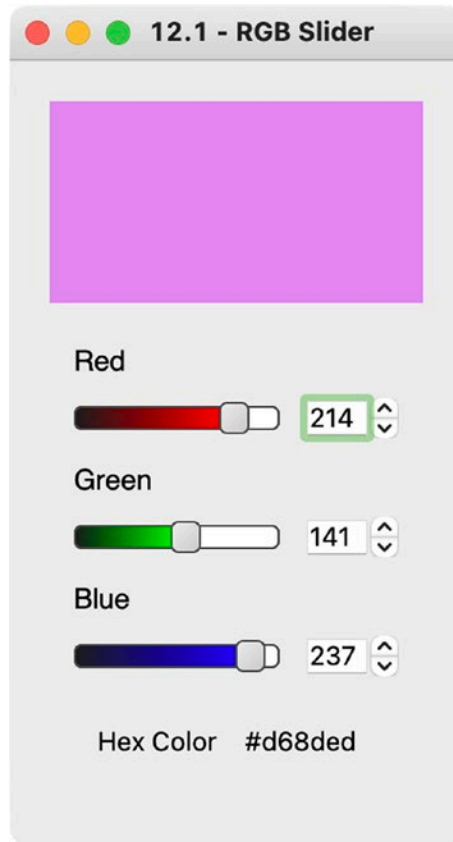 12.1 - RGB Slider
Red
214
Green
141
Blue
237
Hex Color #d68ded